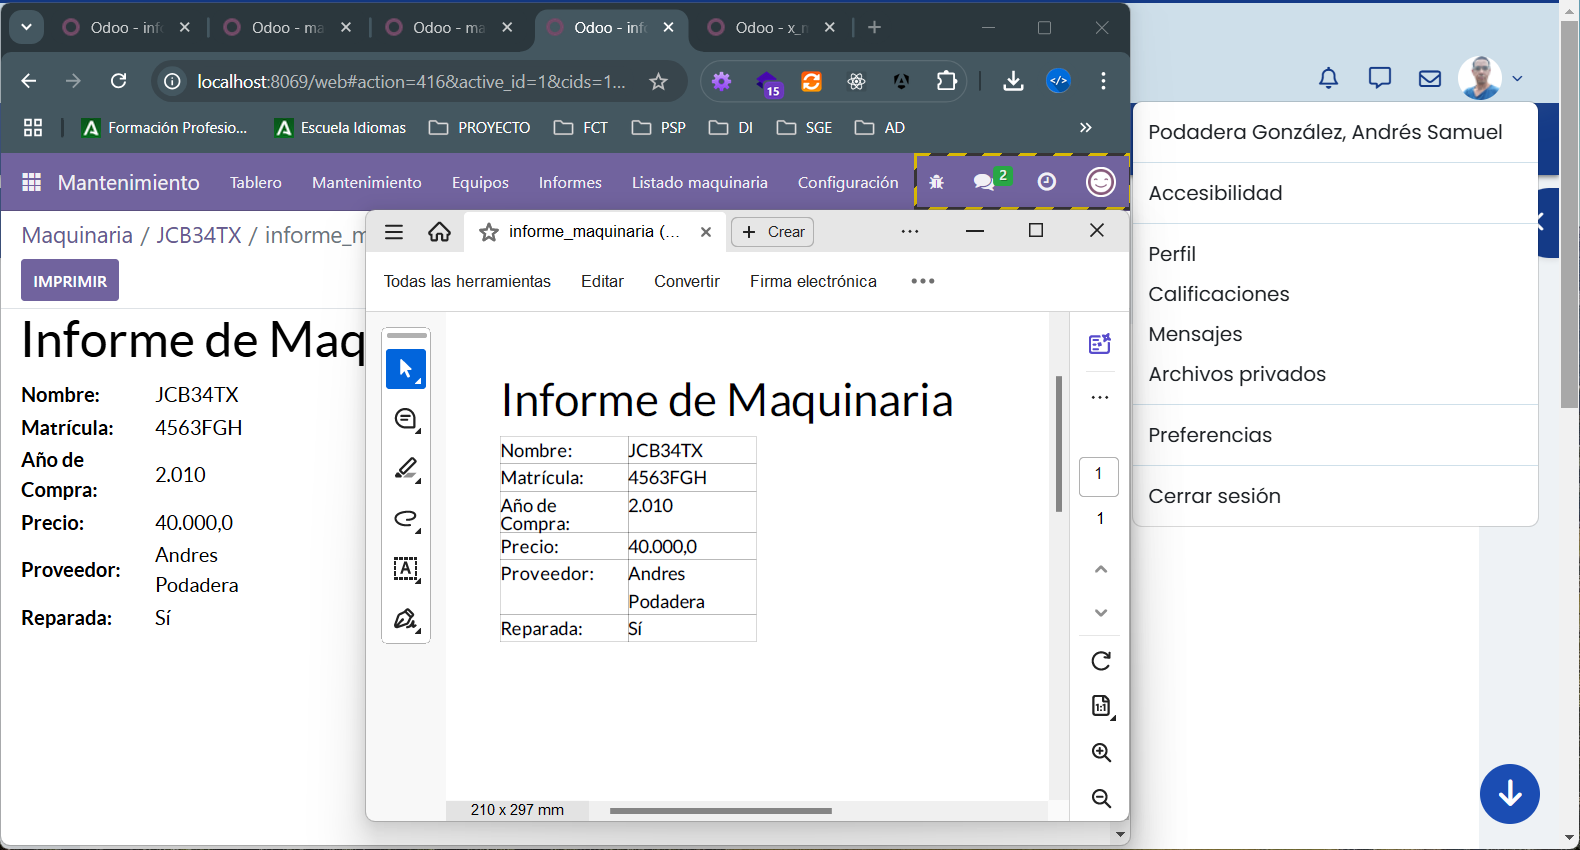 Odoo - info
Odoo - ma
Odoo - ma
Odoo - info
Odoo - x_m
localhost:8069/web#action=416&active_id=1&cids=1...
15
Formación Profesio...
Escuela Idiomas
PROYECTO
FCT
PSP
DI
SGE
AD
Mantenimiento
Tablero
Mantenimiento
Equipos
Informes
Listado maquinaria
Configuración
2
Maquinaria / JCB34TX / informe_m
IMPRIMIR
Informe de Maq
Nombre: JCB34TX
Matrícula: 4563FGH
Año de
Compra: 2.010
Precio: 40.000,0
Proveedor: Andres
Podadera
Reparada: Sí
informe_maquinaria (...
Crear
Todas las herramientas
Editar
Convertir
Firma electrónica
Informe de Maquinaria
Nombre: JCB34TX
Matrícula: 4563FGH
Año de 2.010
Compra:
Precio: 40.000,0
Proveedor: Andres
Podadera
Reparada: Sí
1
1
1:1
210 x 297 mm
Podadera González, Andrés Samuel
Accesibilidad
Perfil
Calificaciones
Mensajes
Archivos privados
Preferencias
Cerrar sesión